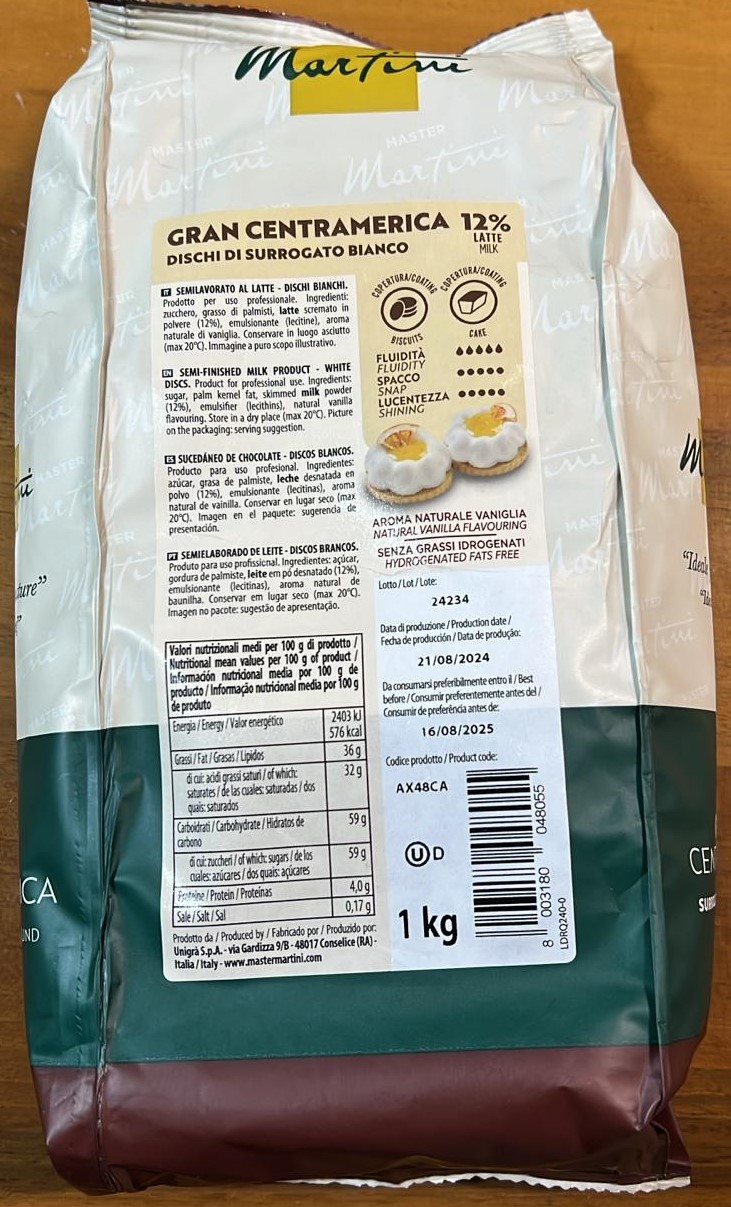 Martini
MASTER
Martini
MASTER
Martini
GRAN CENTRAMERICA 12%
DISCHI DI SURROGATO BIANCO
LATTE
MILK
IT SEMILAVORATO AL LATTE - DISCHI BIANCHI.
Prodotto per uso professionale. Ingredienti:
zucchero, grasso di palmisti, latte scremato in
polvere (12%), emulsionante (lecitine), aroma
naturale di vaniglia. Conservare in luogo asciutto
(max 20°C). Immagine a puro scopo illustrativo.
EN SEMI-FINISHED MILK PRODUCT - WHITE
DISCS. Product for professional use. Ingredients:
sugar, palm kernel fat, skimmed milk powder
(12%), emulsifier (lecithins), natural vanilla
flavouring. Store in a dry place (max 20°C). Picture
on the packaging: serving suggestion.
ES SUCEDÁNEO DE CHOCOLATE - DISCOS BLANCOS.
Producto para uso profesional. Ingredientes:
azúcar, grasa de palmiste, leche desnatada en
polvo (12%), emulsionante (lecitinas), aroma
natural de vainilla. Conservar en lugar seco (max
20°C). Imagen en el paquete: sugerencia de
presentación.
PT SEMIELABORADO DE LEITE - DISCOS BRANCOS.
Produto para uso profissional. Ingredientes: açúcar,
gordura de palmiste, leite em pó desnatado (12%),
emulsionante (lecitinas), aroma natural de
baunilha. Conservar em lugar seco (max 20°C).
Imagen no pacote: sugestão de apresentação.
COPERTURA/COATING
BISCUITS
COPERTURA/COATING
CAKE
FLUIDITÀ
FLUIDITY
SPACCO
SNAP
LUCENTEZZA
SHINING
AROMA NATURALE VANIGLIA
NATURAL VANILLA FLAVOURING
SENZA GRASSI IDROGENATI
HYDROGENATED FATS FREE
Lotto / Lot / Lote:
24234
Data di produzione / Production date /
Fecha de producción / Data de produção:
21/08/2024
Da consumarsi preferibilmente entro il / Best
before / Consumir preferentemente antes del /
Consumir de preferência antes de:
16/08/2025
Codice prodotto / Product code:
AX48CA
U D
1 kg
8 003180 048055
LDRQ240-0
Valori nutrizionali medi per 100 g di prodotto /
Nutritional mean values per 100 g of product /
Información nutricional media por 100 g de
producto / Informação nutricional media por 100 g
de produto
Energia / Energy / Valor energético 2403 kJ
576 kcal
Grassi / Fat / Grasas / Lipidos 36 g
di cui: acidi grassi saturi / of which: 32 g
saturates / de las cuales: saturadas / dos
quais: saturados
Carboidrati / Carbohydrate / Hidratos de 59 g
carbono
di cui: zuccheri / of which: sugars / de los 59 g
cuales: azúcares / dos quais: açúcares
Proteine / Protein / Proteínas 4,0 g
Sale / Salt / Sal 0,17 g
Prodotto da / Produced by / Fabricado por / Produzido por:
Unigrà S.p.A. - via Gardizza 9/B - 48017 Conselice (RA) -
Italia / Italy - www.mastermartini.com